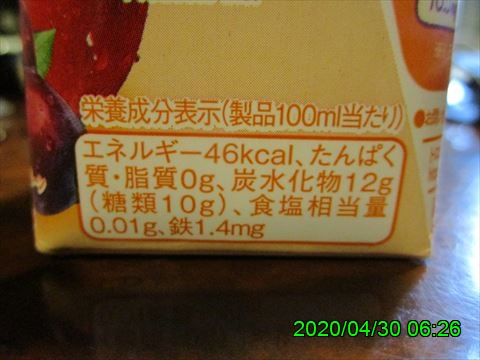 栄養成分表示(製品100ml当たり)
エネルギー46kcal、たんぱく
質・脂質0g、炭水化物12g
(糖類10g)、食塩相当量
0.01g、鉄1.4mg
2020/04/30 06:26